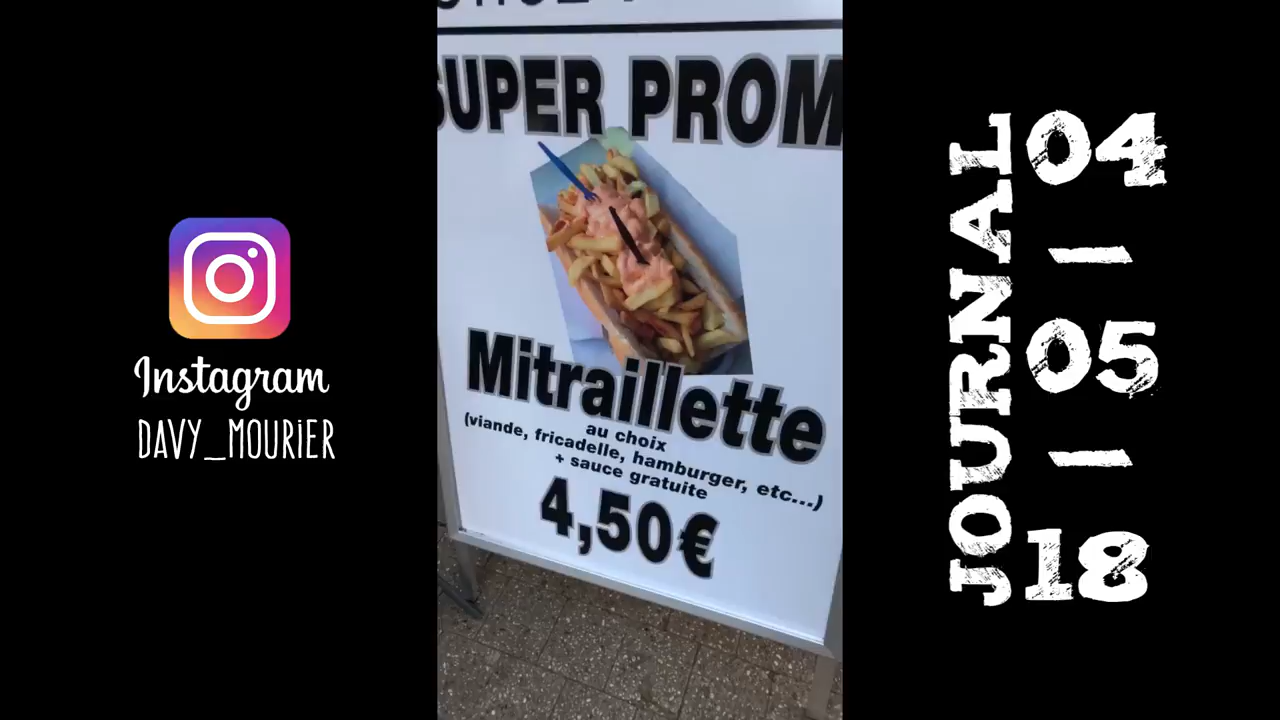 Instagram
DAVY_MOURIER
SUPER PROM
Mitraillette
au choix
(viande, fricadelle, hamburger, etc...)
+ sauce gratuite
4,50€
JOURNAL
04
—
05
—
18